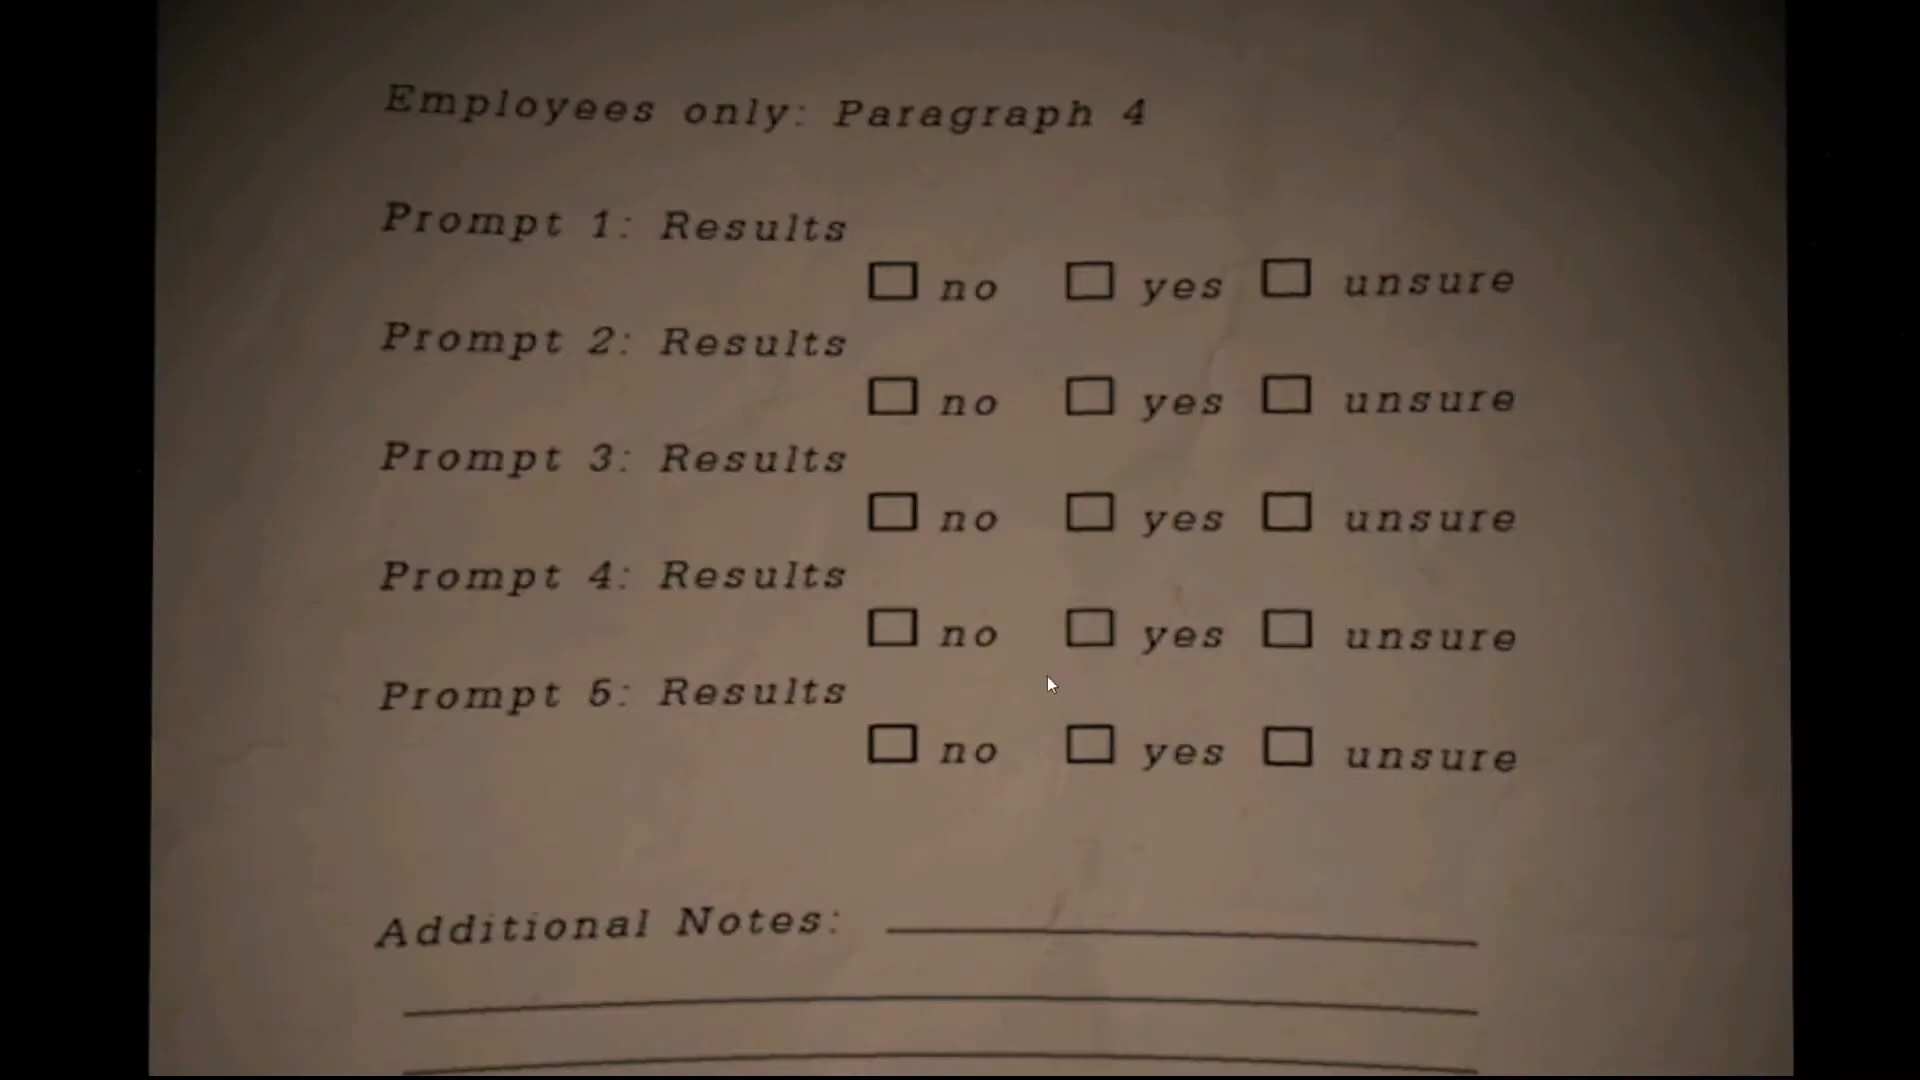 Employees only: Paragraph 4
Prompt 1: Results
no yes unsure
Prompt 2: Results
no yes unsure
Prompt 3: Results
no yes unsure
Prompt 4: Results
no yes unsure
Prompt 5: Results
no yes unsure
Additional Notes: